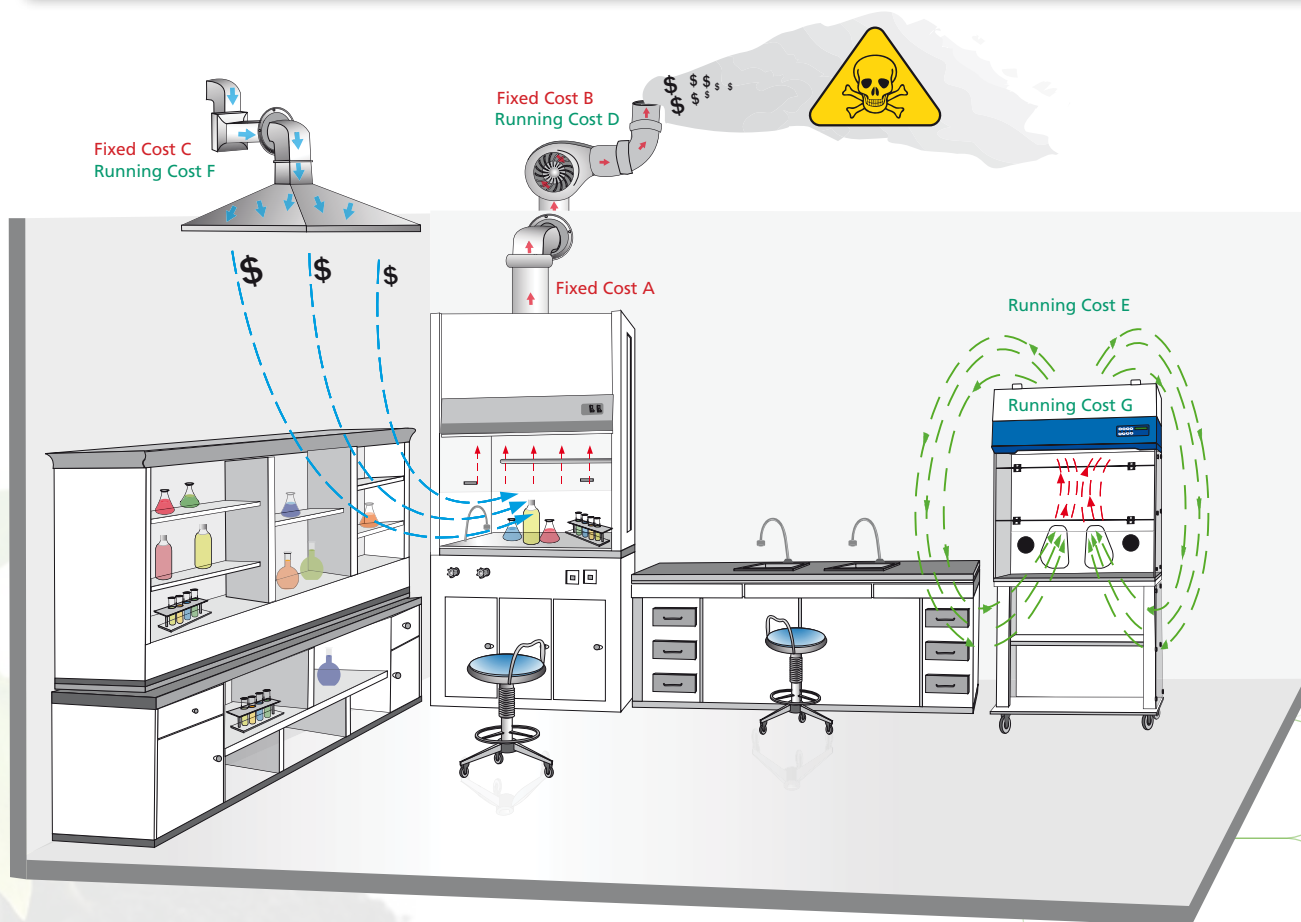 $ $ $ $ $
$ $ $
Fixed Cost B
Running Cost D
Fixed Cost C
Running Cost F
$ $ $
Fixed Cost A
Running Cost E
Running Cost G